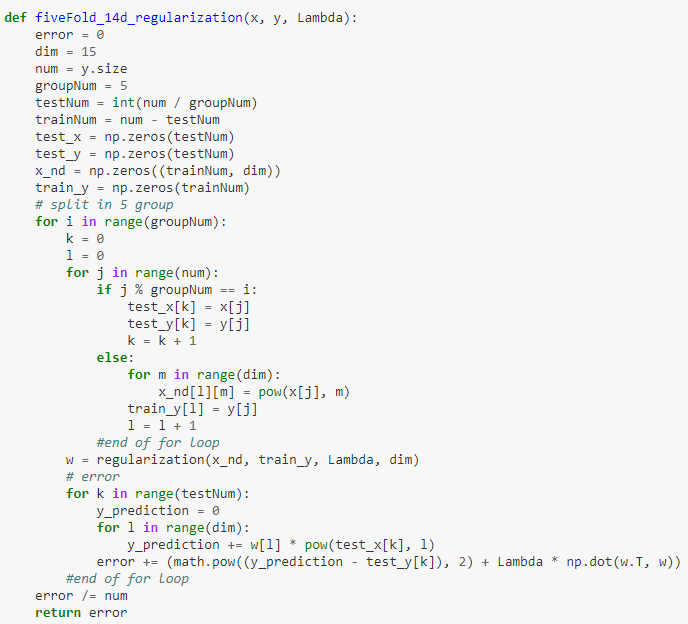 def fiveFold_14d_regularization(x, y, Lambda):
    error = 0
    dim = 15
    num = y.size
    groupNum = 5
    testNum = int(num / groupNum)
    trainNum = num - testNum
    test_x = np.zeros(testNum)
    test_y = np.zeros(testNum)
    x_nd = np.zeros((trainNum, dim))
    train_y = np.zeros(trainNum)
    # split in 5 group
    for i in range(groupNum):
        k = 0
        l = 0
        for j in range(num):
            if j % groupNum == i:
                test_x[k] = x[j]
                test_y[k] = y[j]
                k = k + 1
            else:
                for m in range(dim):
                    x_nd[l][m] = pow(x[j], m)
                train_y[l] = y[j]
                l = l + 1
            #end of for loop
        w = regularization(x_nd, train_y, Lambda, dim)
        # error
        for k in range(testNum):
            y_prediction = 0
            for l in range(dim):
                y_prediction += w[l] * pow(test_x[k], l)
            error += (math.pow((y_prediction - test_y[k]), 2) + Lambda * np.dot(w.T, w))
        #end of for loop
    error /= num
    return error